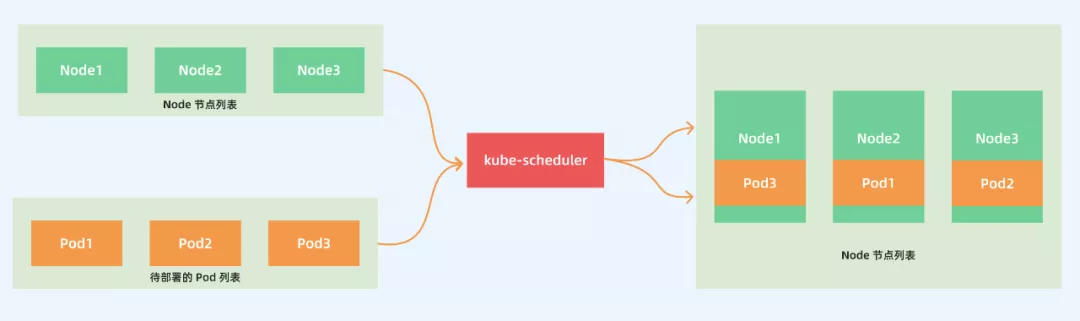 Node1
Node2
Node3
Node 节点列表
Pod1
Pod2
Pod3
待部署的 Pod 列表
kube-scheduler
Node1
Node2
Node3
Pod3
Pod1
Pod2
Node 节点列表